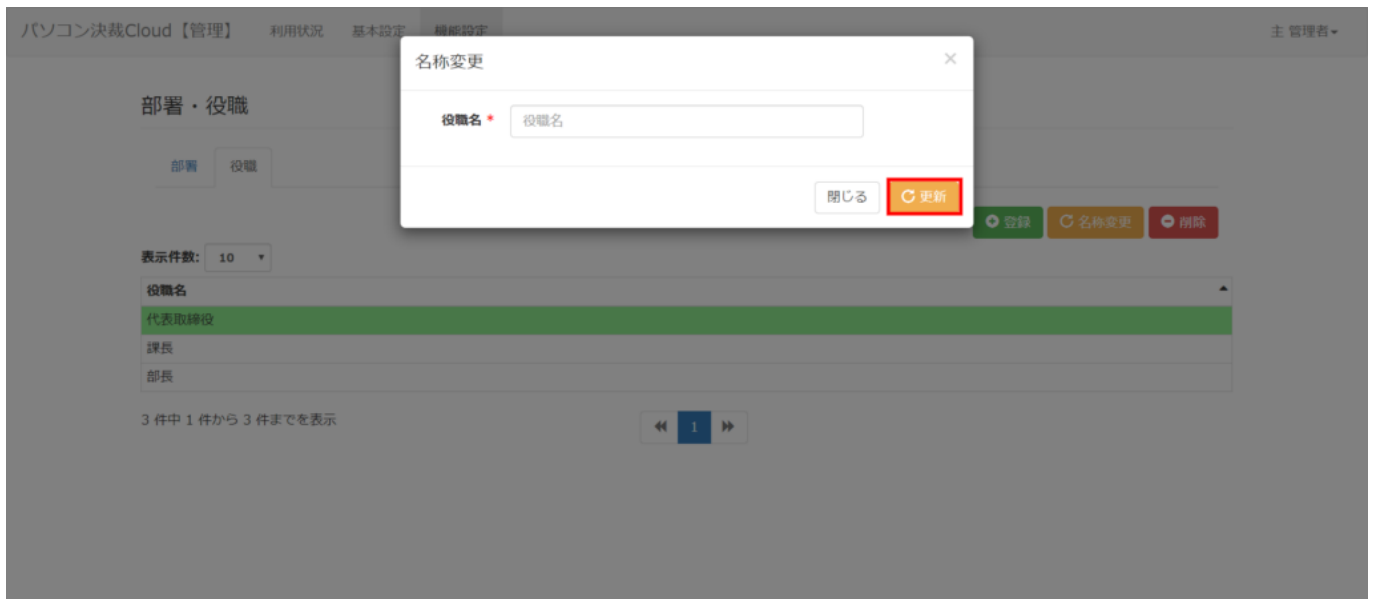 パソコン決裁Cloud【管理】 利用状況 基本設定 機能設定 主 管理者
名称変更 ×
部署・役職
役職名 * 役職名
部署 役職
閉じる 更新
登録 名称変更 削除
表示件数: 10
役職名
代表取締役
課長
部長
3 件中 1 件から 3 件までを表示 1